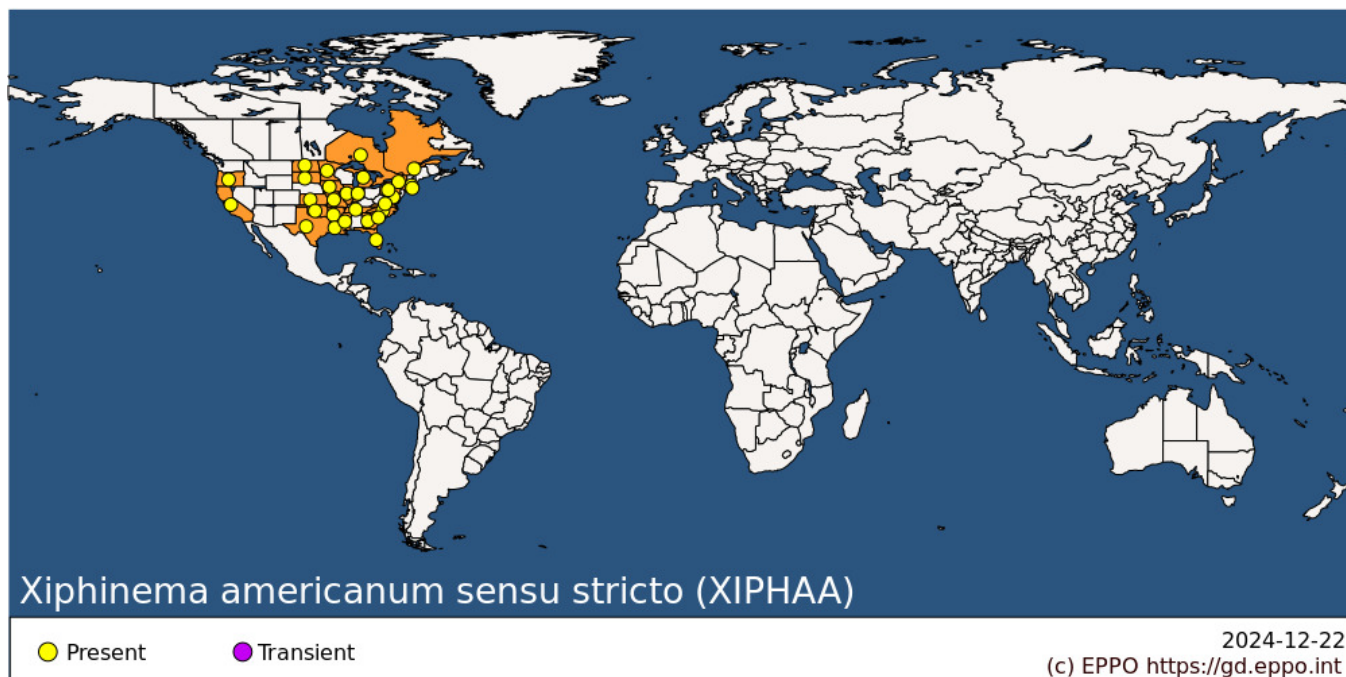 Xiphinema americanum sensu stricto (XIPHAA)
Present
Transient
2024-12-22
(c) EPPO https://gd.eppo.int